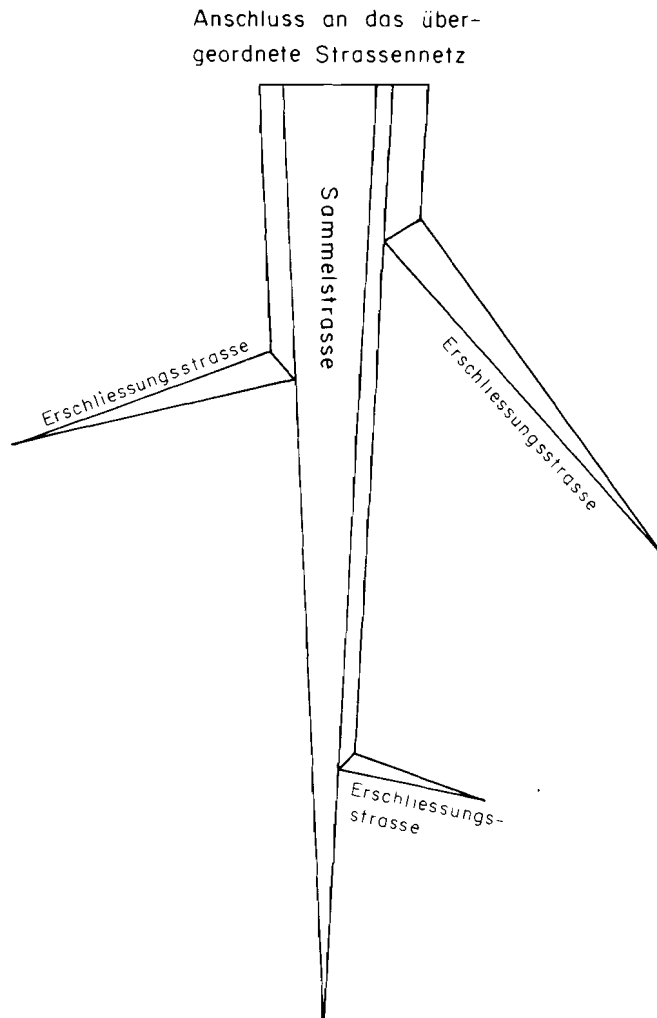 Anschluss an das über-
geordnete Strassennetz
Sammelstrasse
Erschliessungsstrasse
Erschliessungsstrasse
Erschliessungs-
strasse